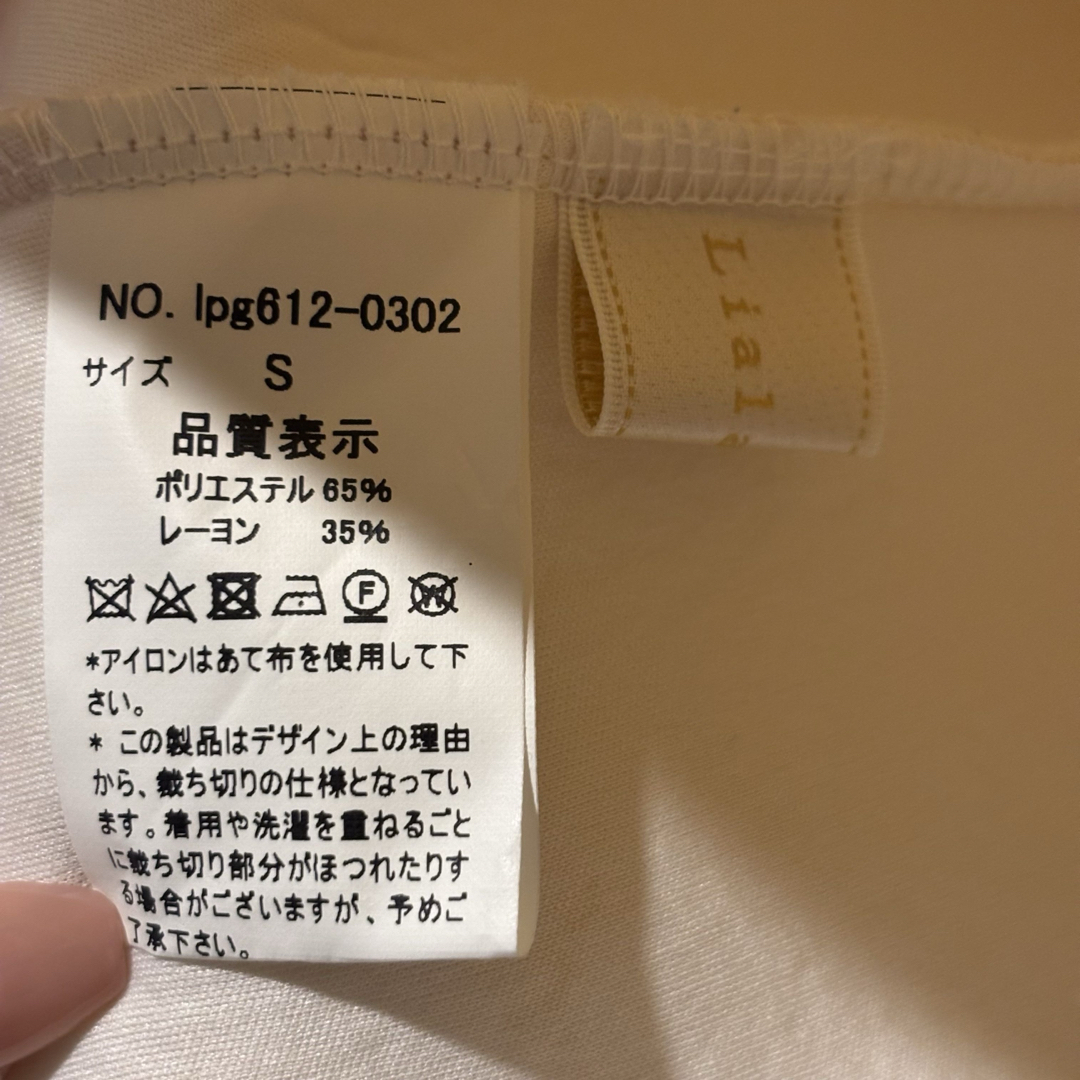 NO. lpg612-0302
サイズ S
品質表示
ポリエステル 65%
レーヨン 35%
F
W
*アイロンはあて布を使用して下
さい。
* この製品はデザイン上の理由
から、裁ち切りの仕様となってい
ます。着用や洗濯を重ねるごと
に裁ち切り部分がほつれたりす
る場合がございますが、予めご
了承下さい。
Lial